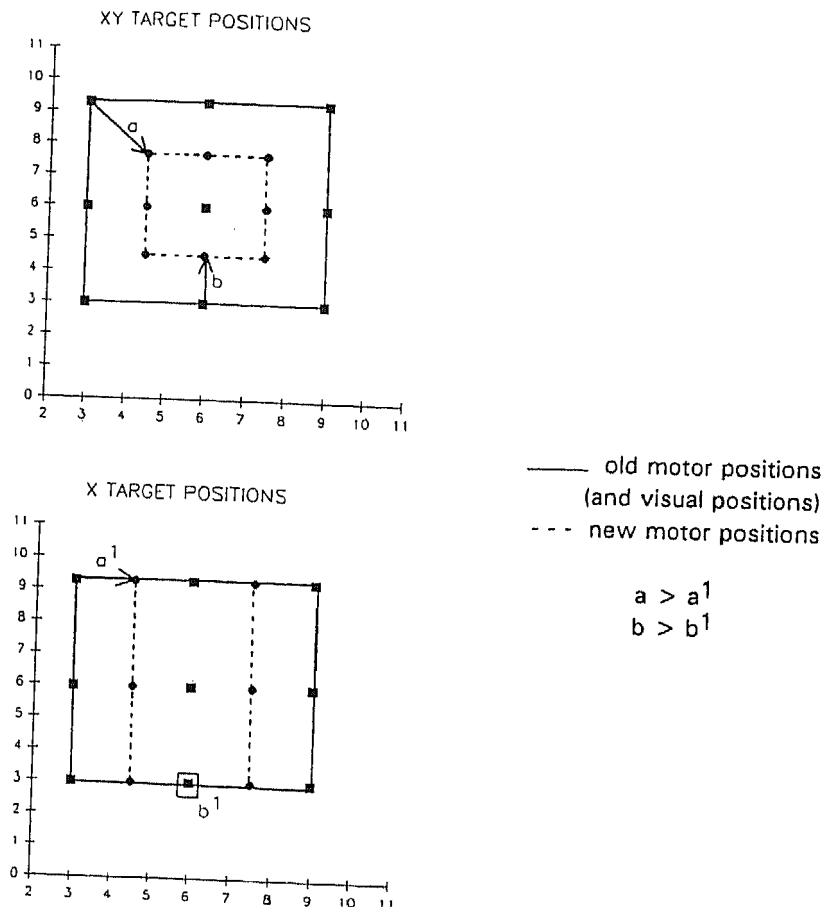 XY TARGET POSITIONS
11
10
9
8
7
6
5
4
3
2
1
0
a
b
2 3 4 5 6 7 8 9 10 11
X TARGET POSITIONS
11
10
9
8
7
6
5
4
3
2
1
0
a¹
b¹
2 3 4 5 6 7 8 9 10 11
old motor positions
(and visual positions)
new motor positions
a > a¹
b > b¹